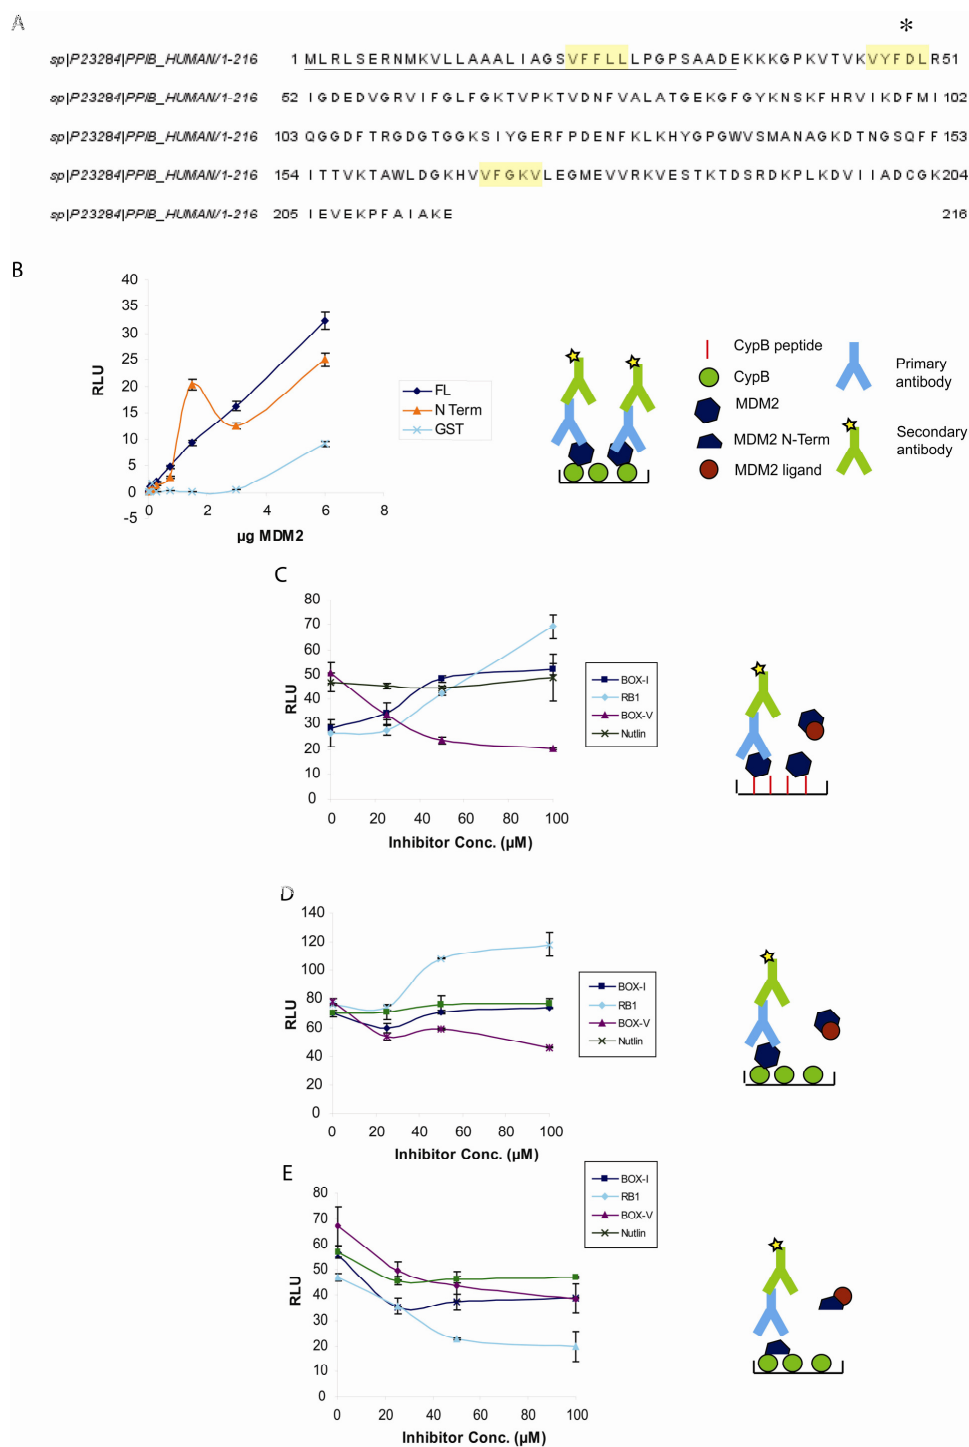 A
*
sp|P23284|PPIB_HUMAN/1-216 1 MLRLSERNMKVLLAAALIAGSVFFLLLPGPSAADEKKKGPKVTVKVYFDLR 51
sp|P23284|PPIB_HUMAN/1-216 52 IGDEDVGRVIFGLFGKTVPKTVDNFVALATGEKGFGYKNSKFHRVIKDFMI 102
sp|P23284|PPIB_HUMAN/1-216 103 QGGDFTRGDGTGGKSIYGERFPDENFKLKHYGPGWVSMANAGKDTNGSQFF 153
sp|P23284|PPIB_HUMAN/1-216 154 ITTVKTAWLDGKHVVFGKVLEGMEVVRKVESTKTDSRDKPLKDVIIADCGK 204
sp|P23284|PPIB_HUMAN/1-216 205 IEVEKPFAIAKE 216
B
40
35
30
25
20
15
10
5
0
-5
RLU
0 2 4 6 8
µg MDM2
FL
N Term
GST
CypB peptide
CypB
MDM2
MDM2 N-Term
MDM2 ligand
Primary
antibody
Secondary
antibody
C
80
70
60
50
40
30
20
10
0
RLU
0 20 40 60 80 100
Inhibitor Conc. (µM)
BOX-I
RB1
BOX-V
Nutlin
D
140
120
100
80
60
40
20
0
RLU
0 20 40 60 80 100
Inhibitor Conc. (µM)
BOX-I
RB1
BOX-V
Nutlin
E
80
70
60
50
40
30
20
10
0
RLU
0 20 40 60 80 100
Inhibitor Conc. (µM)
BOX-I
RB1
BOX-V
Nutlin